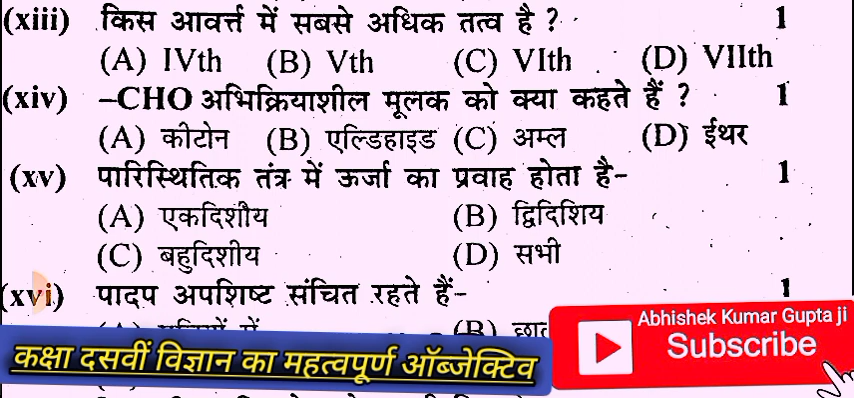 (xiii) किस आवर्त्त में सबसे अधिक तत्व है ? 1
(A) IVth (B) Vth (C) VIth (D) VIIth
(xiv) –CHO अभिक्रियाशील मूलक को क्या कहते हैं ? 1
(A) कीटोन (B) एल्डिहाइड (C) अम्ल (D) ईथर
(xv) पारिस्थितिक तंत्र में ऊर्जा का प्रवाह होता है- 1
(A) एकदिशीय (B) द्विदिशिय
(C) बहुदिशीय (D) सभी
(xvi) पादप अपशिष्ट संचित रहते हैं- 1
(B)
Abhishek Kumar Gupta ji
Subscribe
कक्षा दसवीं विज्ञान का महत्वपूर्ण ऑब्जेक्टिव